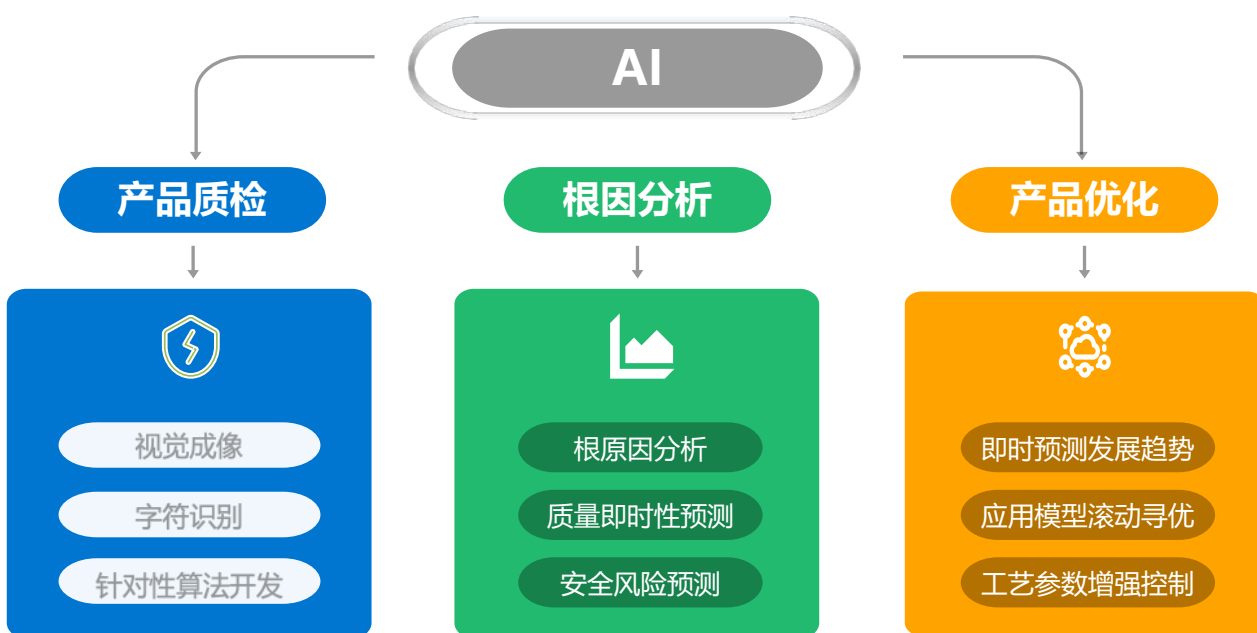 AI
产品质检
根因分析
产品优化
视觉成像
字符识别
针对性算法开发
根原因分析
质量即时性预测
安全风险预测
即时预测发展趋势
应用模型滚动寻优
工艺参数增强控制